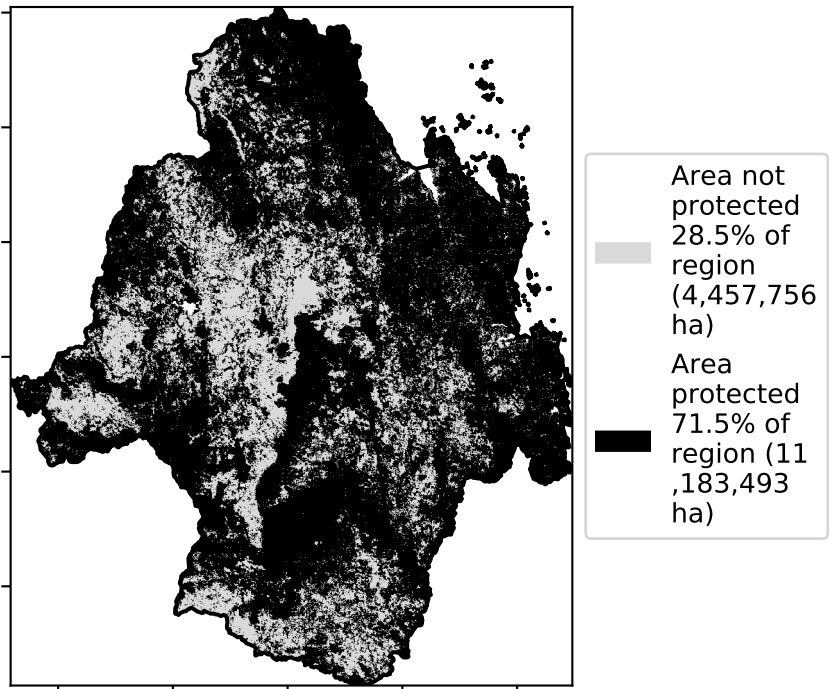 Area not
protected
28.5% of
region
(4,457,756
ha)
Area
protected
71.5% of
region (11
,183,493
ha)